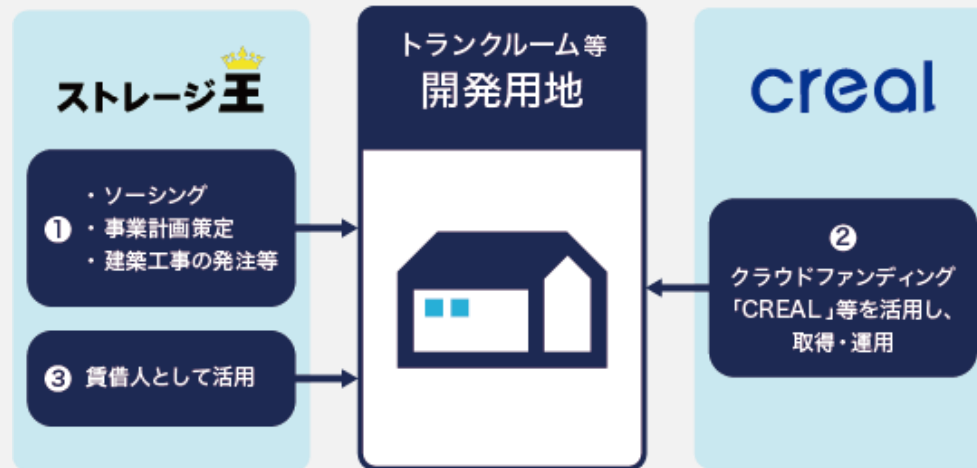 ストレージ王
❶
・ソーシング
・事業計画策定
・建築工事の発注等
❸ 賃借人として活用
トランクルーム等
開発用地
creal
❷
クラウドファンディング
「CREAL」等を活用し、
取得・運用